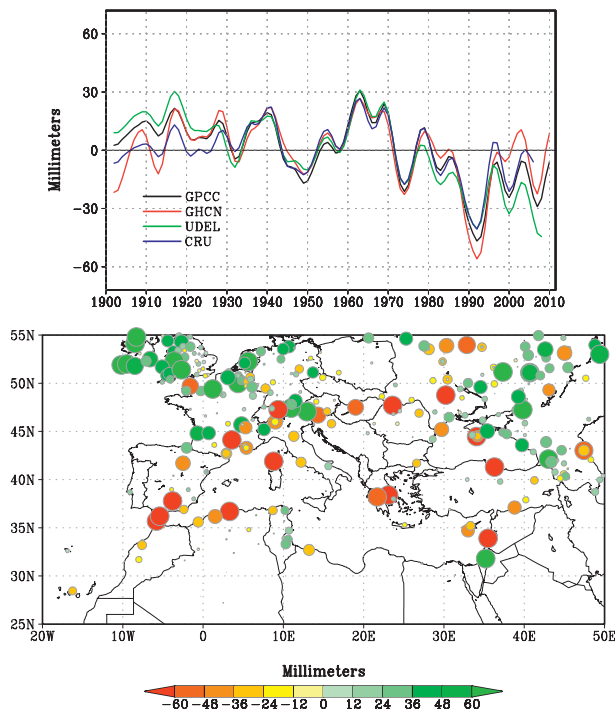 60
30
0
-30
-60
Millimeters
GPCC
GHCN
UDEL
CRU
1900 1910 1920 1930 1940 1950 1960 1970 1980 1990 2000 2010
55N
50N
45N
40N
35N
30N
25N
20W 10W 0 10E 20E 30E 40E 50E
Millimeters
-60 -48 -36 -24 -12 0 12 24 36 48 60